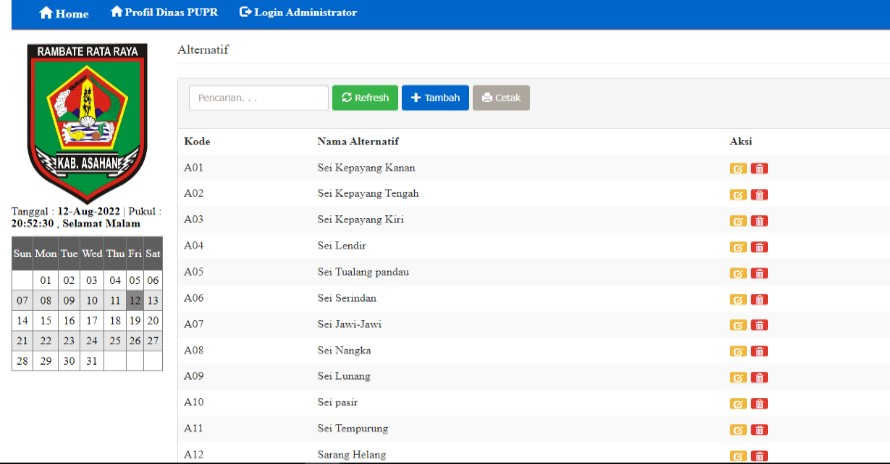 Home Profil Dinas PUPR Login Administrator
RAMBATE RATA RAYA
KAB. ASAHAN
Tanggal : 12-Aug-2022 | Pukul :
20:52:30 , Selamat Malam
Sun Mon Tue Wed Thu Fri Sat
01 02 03 04 05 06
07 08 09 10 11 12 13
14 15 16 17 18 19 20
21 22 23 24 25 26 27
28 29 30 31
Alternatif
Pencarian. . . Refresh Tambah Cetak
Kode Nama Alternatif Aksi
A01 Sei Kepayang Kanan
A02 Sei Kepayang Tengah
A03 Sei Kepayang Kiri
A04 Sei Lendir
A05 Sei Tualang pandau
A06 Sei Serindan
A07 Sei Jawi-Jawi
A08 Sei Nangka
A09 Sei Lunang
A10 Sei pasir
A11 Sei Tempurung
A12 Sarang Helang